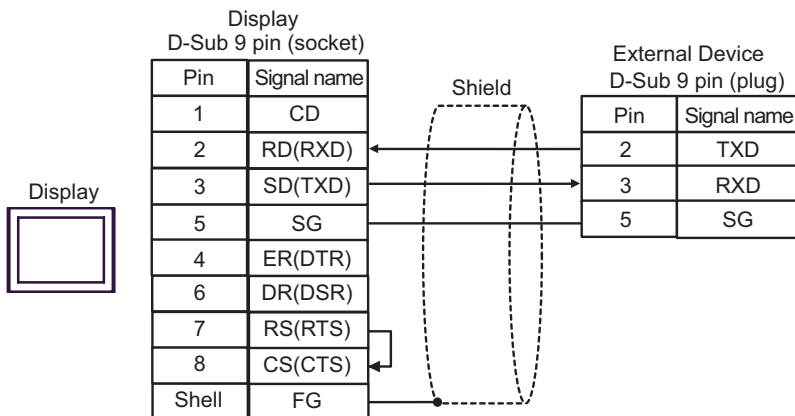 Display
D-Sub 9 pin (socket)
Pin Signal name
1 CD
2 RD(RXD)
3 SD(TXD)
5 SG
4 ER(DTR)
6 DR(DSR)
7 RS(RTS)
8 CS(CTS)
Shell FG
Display
Shield
External Device
D-Sub 9 pin (plug)
Pin Signal name
2 TXD
3 RXD
5 SG